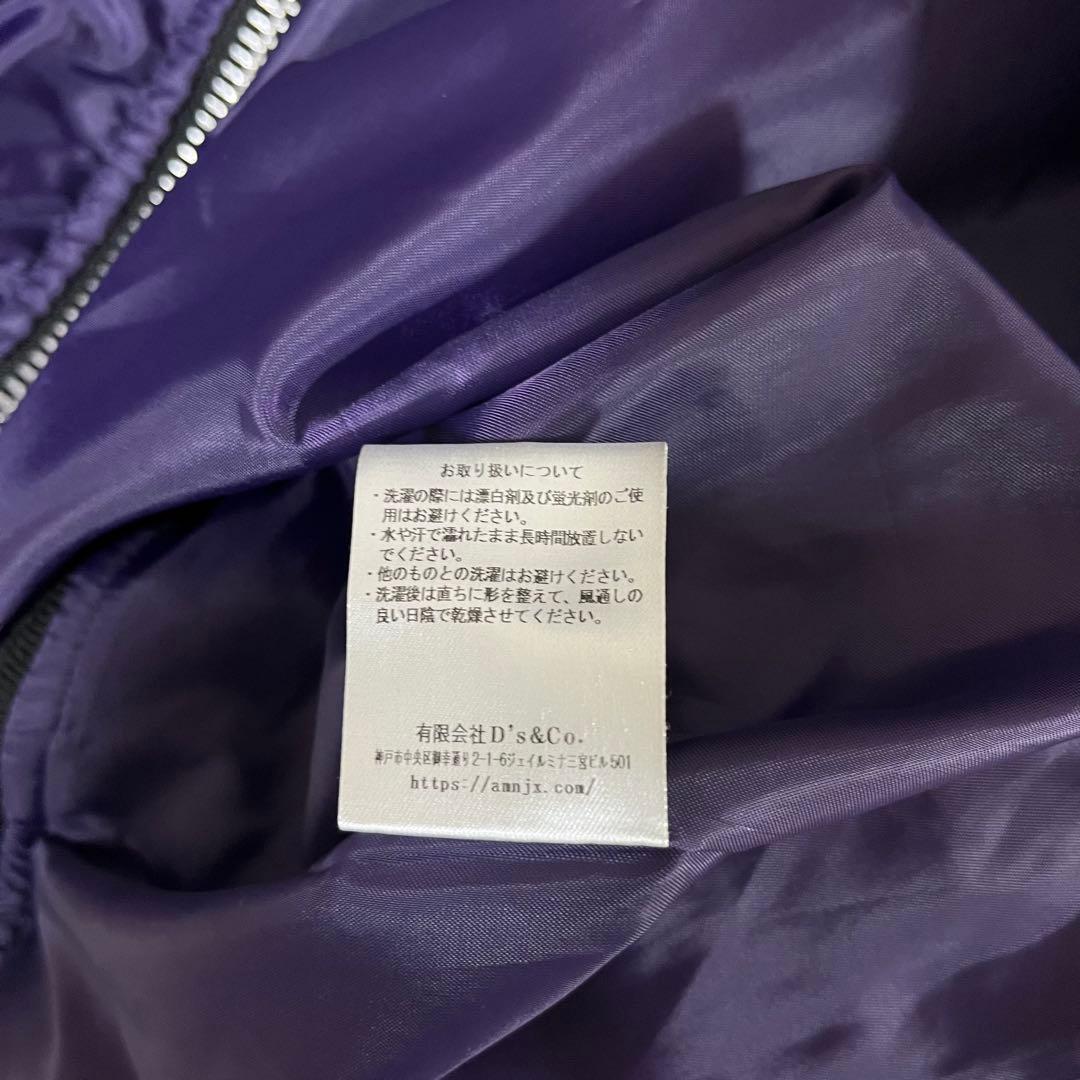 お取り扱いについて
・洗濯の際には漂白剤及び蛍光剤のご使
用はお避けください。
・水や汗で濡れたまま長時間放置しない
でください。
・他のものとの洗濯はお避けください。
・洗濯後は直ちに形を整えて、風通しの
良い日陰で乾燥させてください。
有限会社D's&Co.
神戸市中央区御幸通り2-1-6ジェイルミナ三宮ビル501
https://amnjx.com/